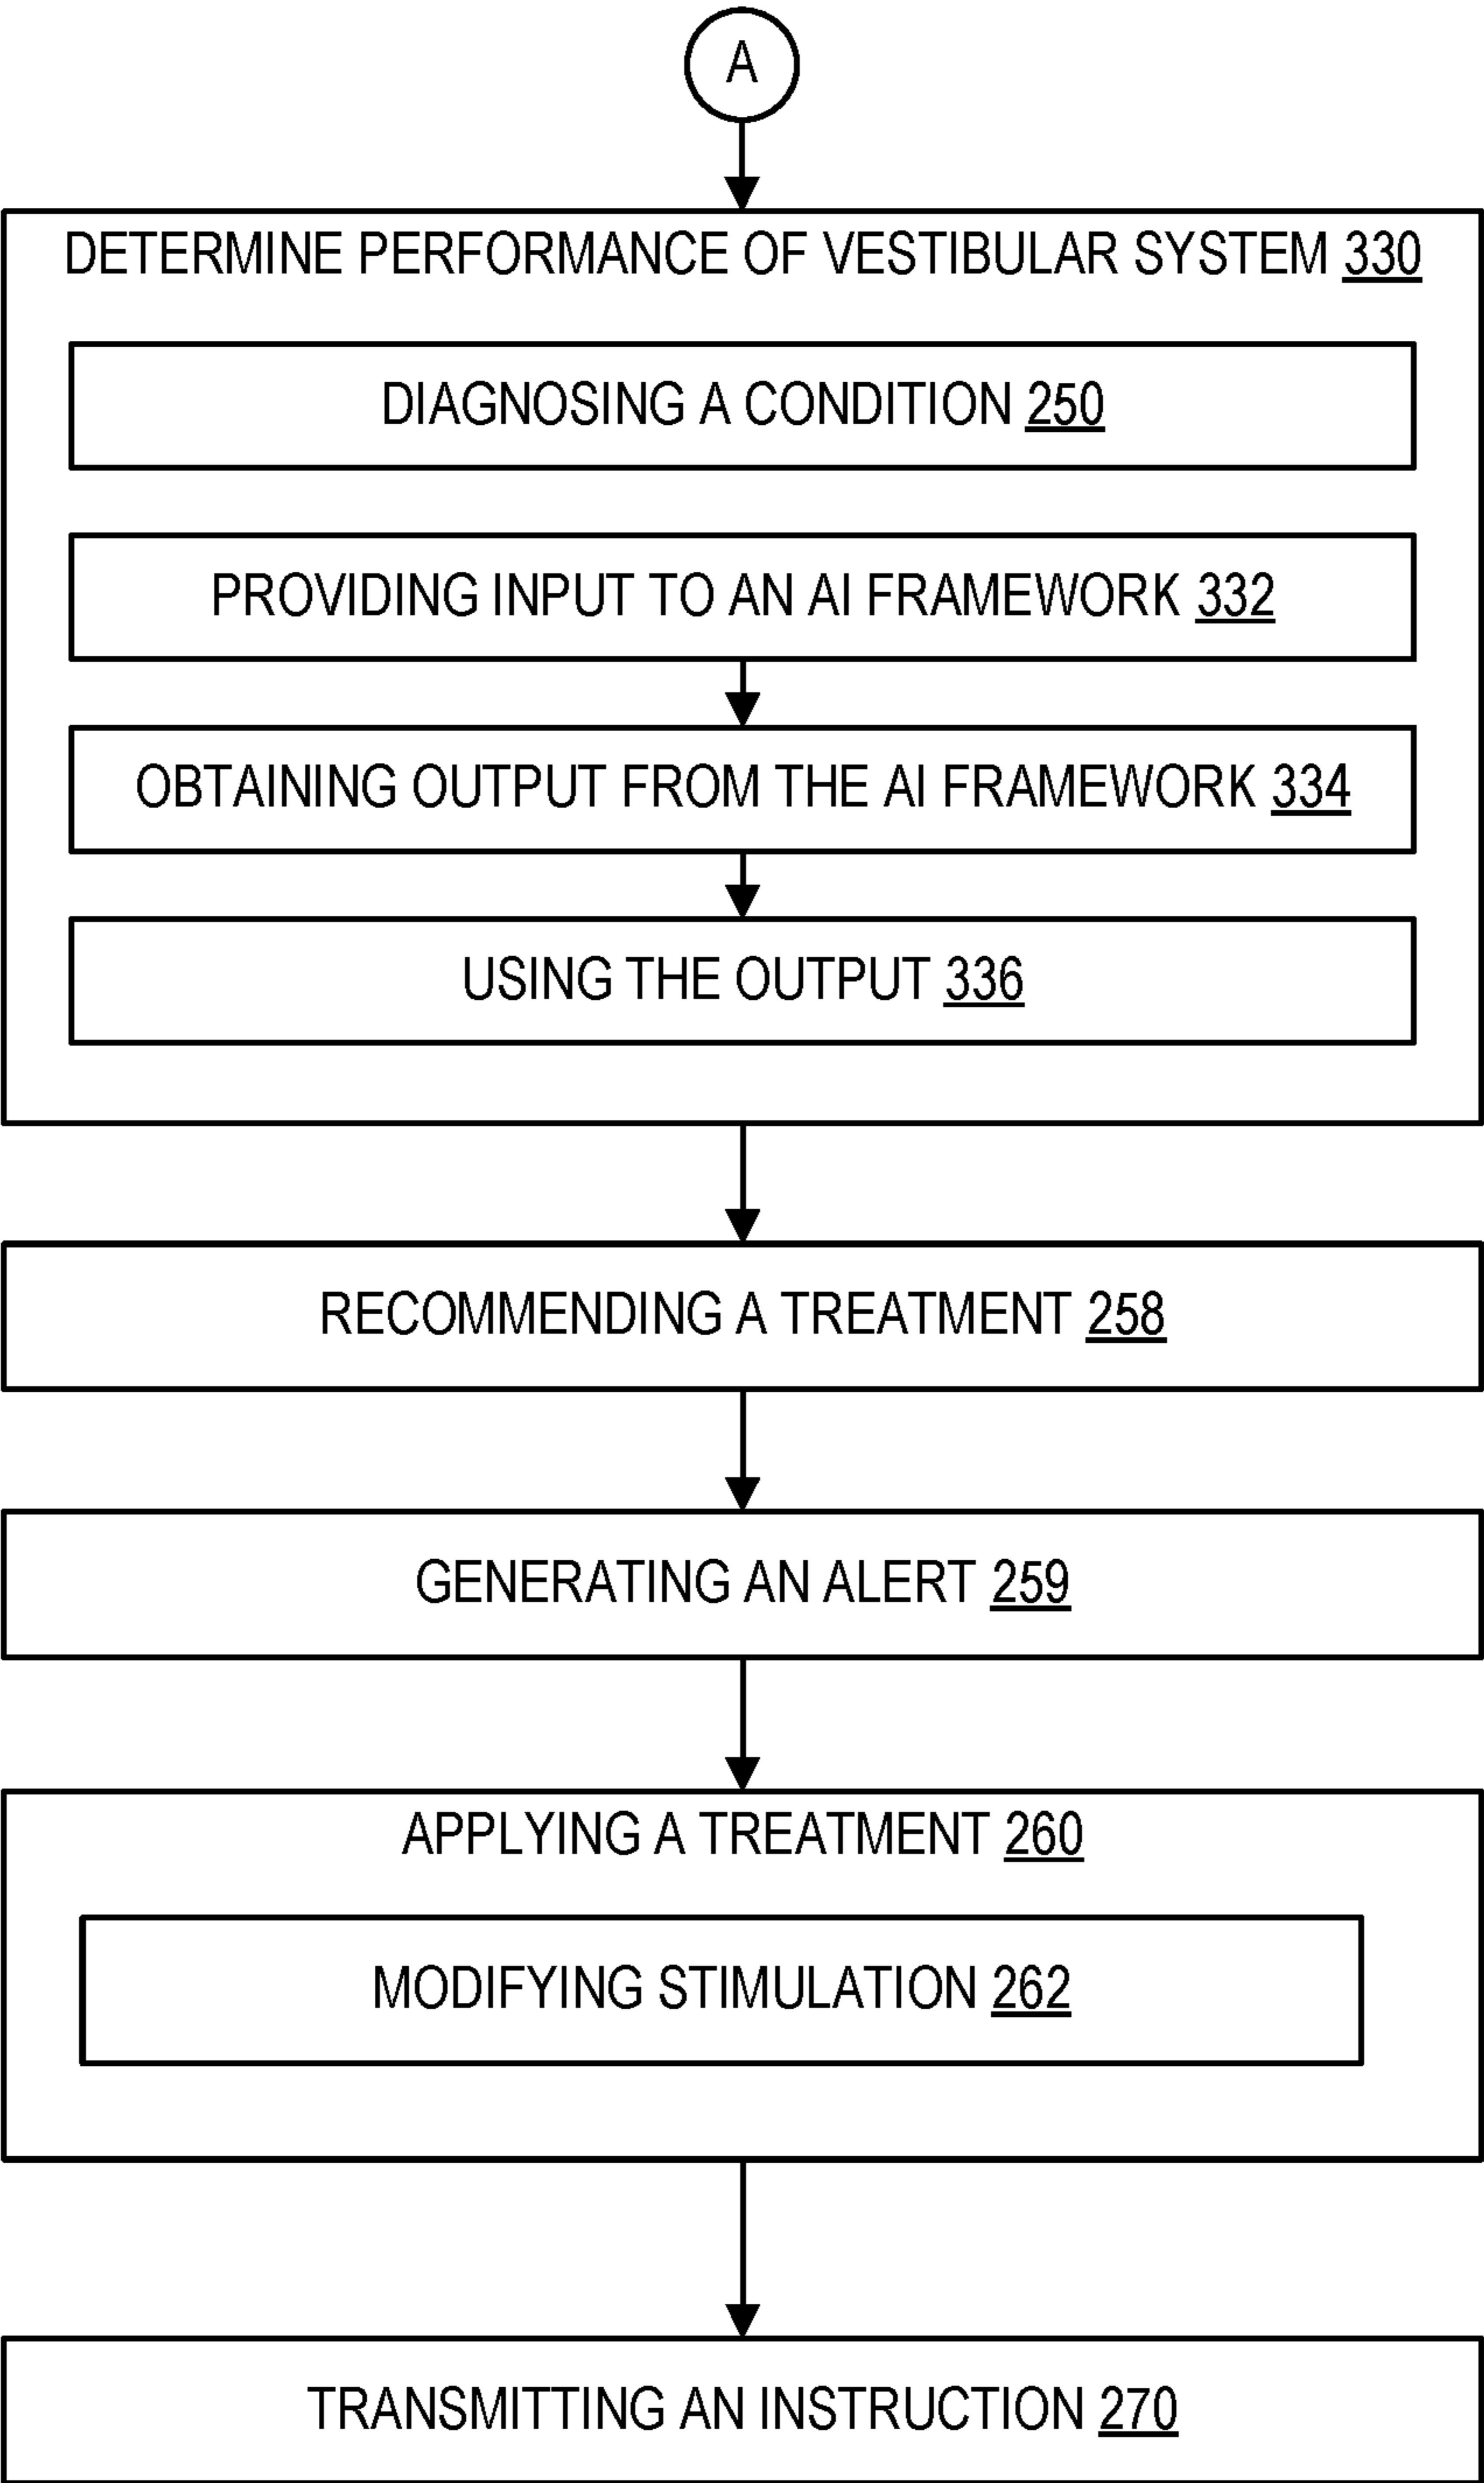 A
DETERMINE PERFORMANCE OF VESTIBULAR SYSTEM 330
DIAGNOSING A CONDITION 250
PROVIDING INPUT TO AN AI FRAMEWORK 332
OBTAINING OUTPUT FROM THE AI FRAMEWORK 334
USING THE OUTPUT 336
RECOMMENDING A TREATMENT 258
GENERATING AN ALERT 259
APPLYING A TREATMENT 260
MODIFYING STIMULATION 262
TRANSMITTING AN INSTRUCTION 270